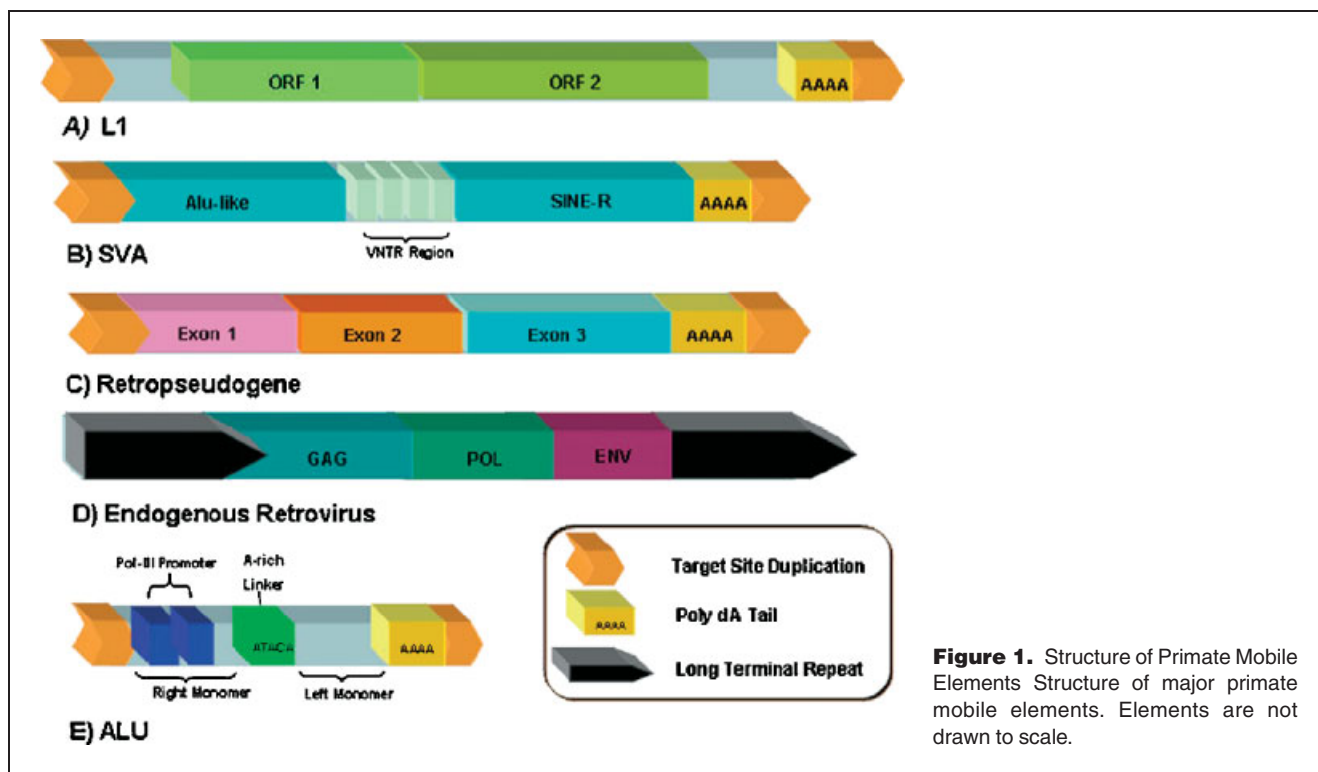 ORF 1 ORF 2 AAAA
A) L1
Alu-like SINE-R AAAA
VNTR Region
B) SVA
Exon 1 Exon 2 Exon 3 AAAA
C) Retropseudogene
GAG POL ENV
D) Endogenous Retrovirus
Pol-III Promoter
A-rich
Linker
ATACA AAAA
Right Monomer Left Monomer
E) ALU
Target Site Duplication
AAAA Poly dA Tail
Long Terminal Repeat
Figure 1. Structure of Primate Mobile
Elements Structure of major primate
mobile elements. Elements are not
drawn to scale.